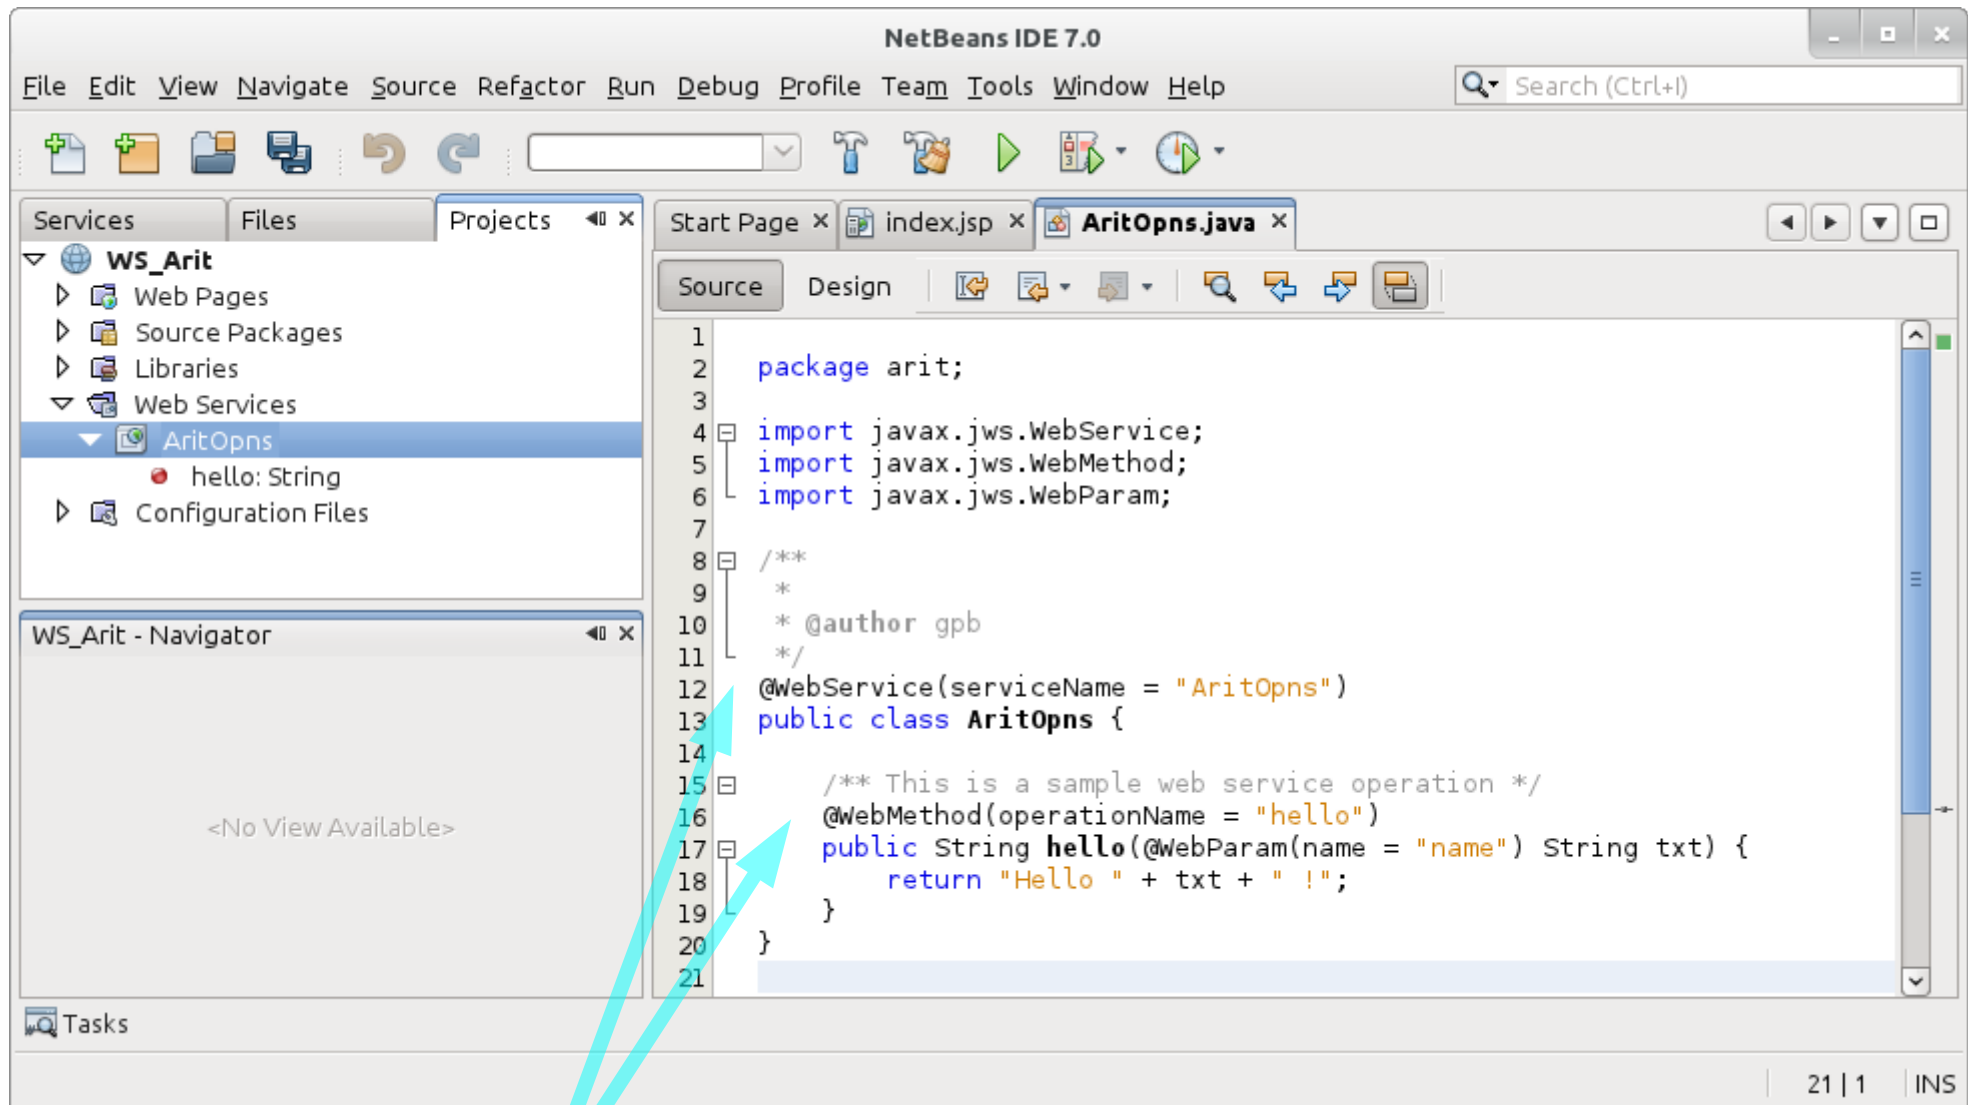 NetBeans IDE 7.0
File Edit View Navigate Source Refactor Run Debug Profile Team Tools Window Help
Search (Ctrl+I)
Services Files Projects
WS_Arit
Web Pages
Source Packages
Libraries
Web Services
AritOpns
hello: String
Configuration Files
WS_Arit - Navigator
<No View Available>
Start Page index.jsp AritOpns.java
Source Design
1
2 package arit;
3
4 import javax.jws.WebService;
5 import javax.jws.WebMethod;
6 import javax.jws.WebParam;
7
8 /**
9 *
10 * @author gpb
11 */
12 @WebService(serviceName = "AritOpns")
13 public class AritOpns {
14
15 /** This is a sample web service operation */
16 @WebMethod(operationName = "hello")
17 public String hello(@WebParam(name = "name") String txt) {
18 return "Hello " + txt + " !";
19 }
20 }
21
Tasks
21 | 1 INS